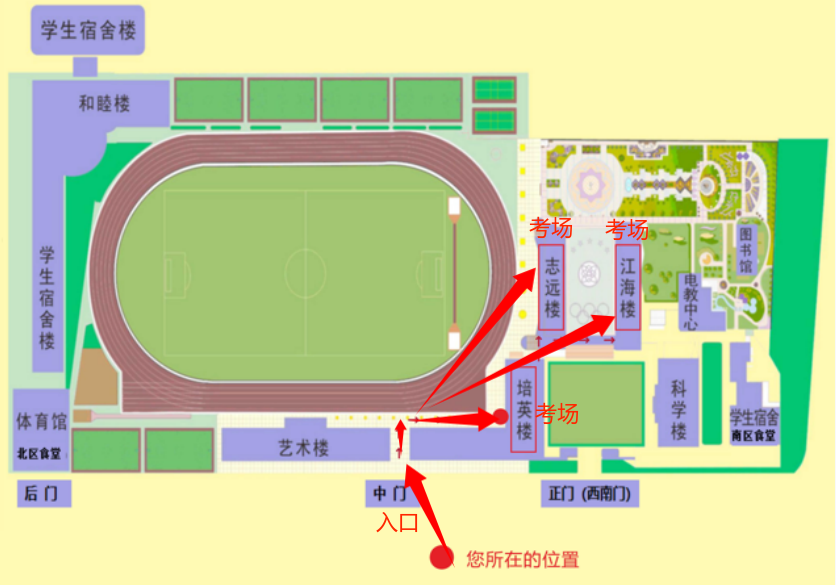 学生宿舍楼
和睦楼
考场
考场
图书馆
志远楼
江海楼
学生宿舍楼
电教中心
培英楼
考场
科学楼
体育馆
北区食堂
学生宿舍
南区食堂
艺术楼
后门
中门
正门（西南门）
入口
您所在的位置